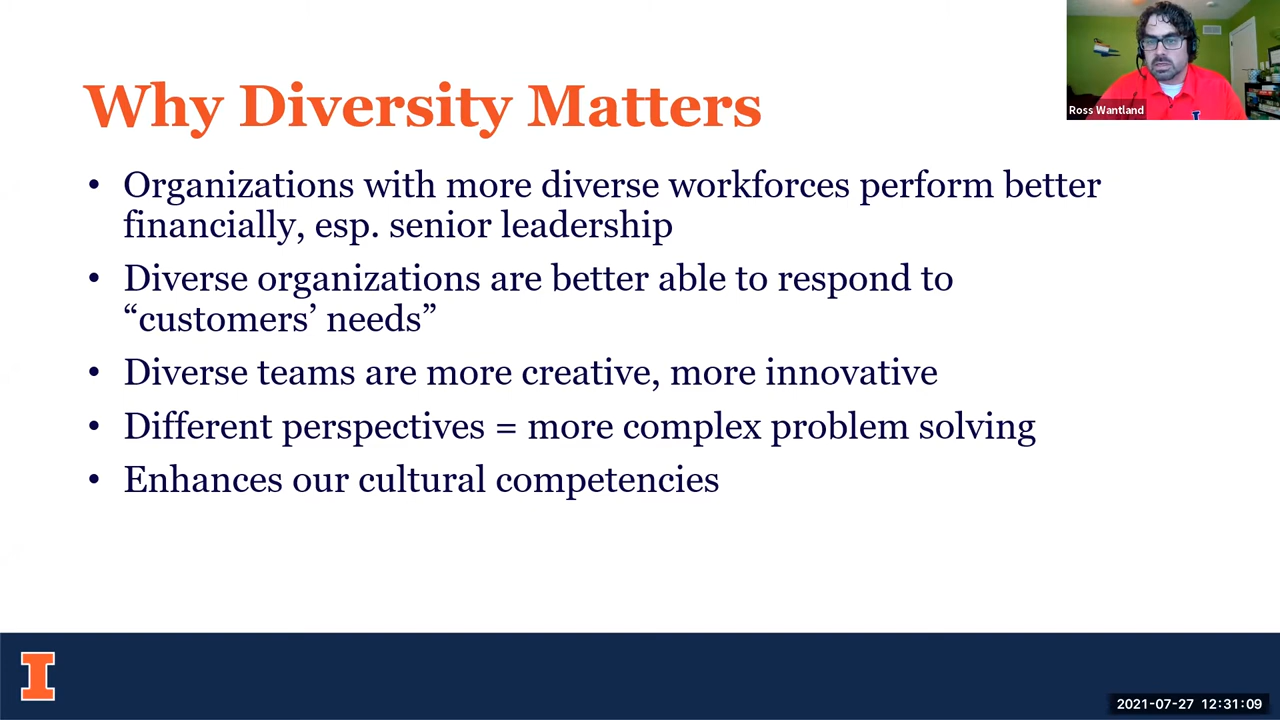 Why Diversity Matters
• Organizations with more diverse workforces perform better
financially, esp. senior leadership
• Diverse organizations are better able to respond to
“customers’ needs”
• Diverse teams are more creative, more innovative
• Different perspectives = more complex problem solving
• Enhances our cultural competencies
Ross Wantland
I
2021-07-27 12:31:09